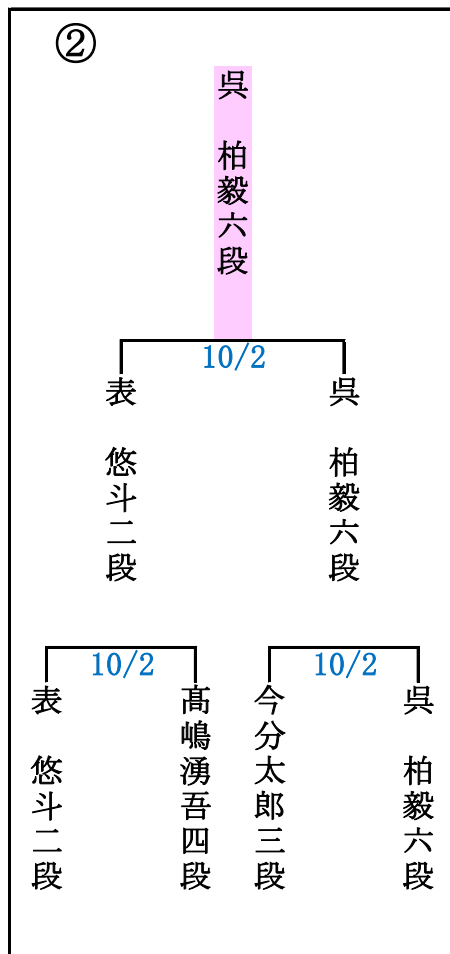 ②
呉　柏毅六段
10/2
表　悠斗二段
呉　柏毅六段
10/2
10/2
表　悠斗二段
髙嶋湧吾四段
今分太郎三段
呉　柏毅六段